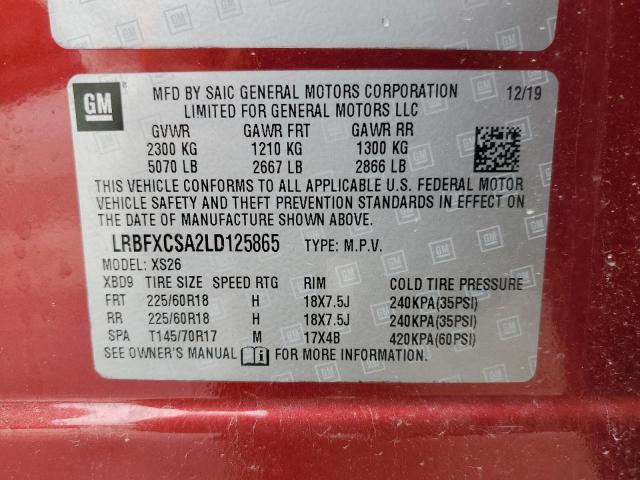 GM
MFD BY SAIC GENERAL MOTORS CORPORATION 12/19
LIMITED FOR GENERAL MOTORS LLC
GVWR GAWR FRT GAWR RR
2300 KG 1210 KG 1300 KG
5070 LB 2667 LB 2866 LB
THIS VEHICLE CONFORMS TO ALL APPLICABLE U.S. FEDERAL MOTOR
VEHICLE SAFETY AND THEFT PREVENTION STANDARDS IN EFFECT ON
THE DATE OF MANUFACTURE SHOWN ABOVE.
LRBFXCSA2LD125865 TYPE: M.P.V.
MODEL: XS26
XBD9 TIRE SIZE SPEED RTG RIM COLD TIRE PRESSURE
FRT 225/60R18 H 18X7.5J 240KPA(35PSI)
RR 225/60R18 H 18X7.5J 240KPA(35PSI)
SPA T145/70R17 M 17X4B 420KPA(60PSI)
SEE OWNER'S MANUAL FOR MORE INFORMATION.